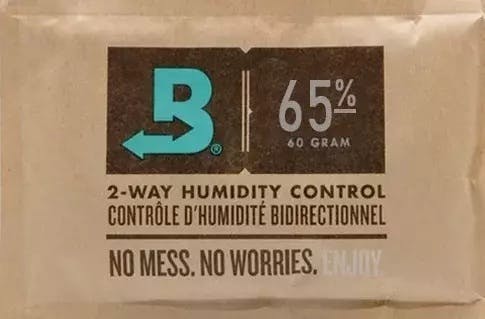 B®
65%
60 GRAM
2-WAY HUMIDITY CONTROL
CONTRÔLE D'HUMIDITÉ BIDIRECTIONNEL
NO MESS. NO WORRIES. ENJOY